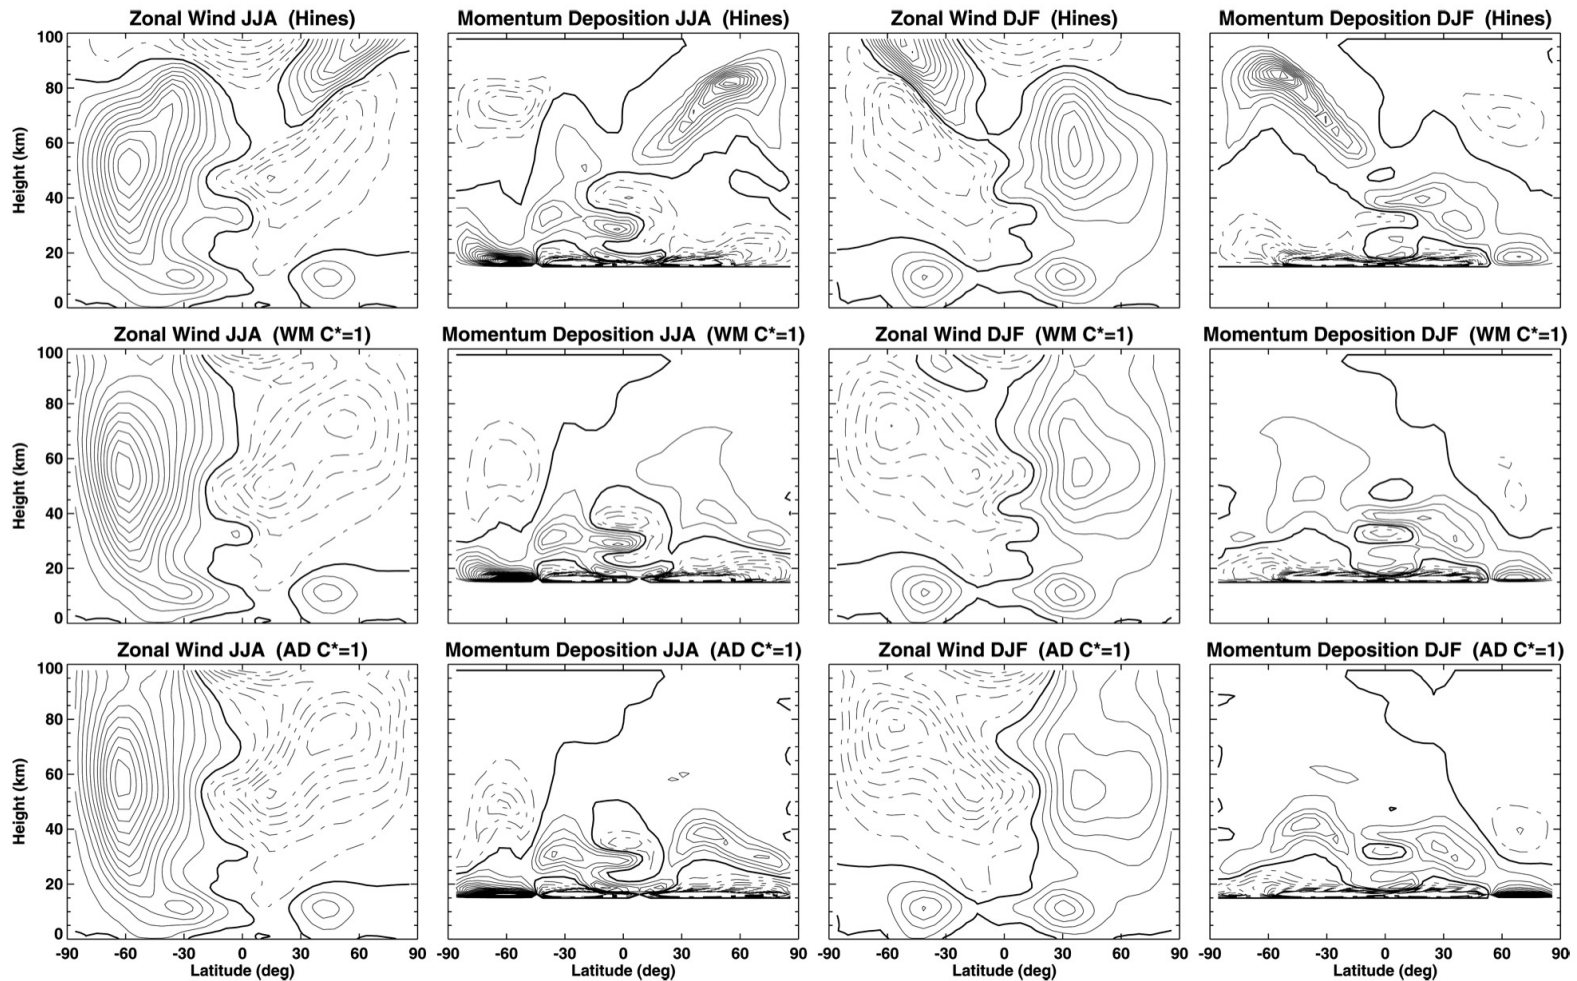 Zonal Wind JJA (Hines)
Momentum Deposition JJA (Hines)
Zonal Wind DJF (Hines)
Momentum Deposition DJF (Hines)
100
80
60
40
20
0
Height (km)
Zonal Wind JJA (WM C*=1)
Momentum Deposition JJA (WM C*=1)
Zonal Wind DJF (WM C*=1)
Momentum Deposition DJF (WM C*=1)
100
80
60
40
20
0
Height (km)
Zonal Wind JJA (AD C*=1)
Momentum Deposition JJA (AD C*=1)
Zonal Wind DJF (AD C*=1)
Momentum Deposition DJF (AD C*=1)
100
80
60
40
20
0
Height (km)
-90 -60 -30 0 30 60 90
-60 -30 0 30 60 90
-60 -30 0 30 60
-90 -60 -30 0 30 60 90
Latitude (deg)
Latitude (deg)
Latitude (deg)
Latitude (deg)